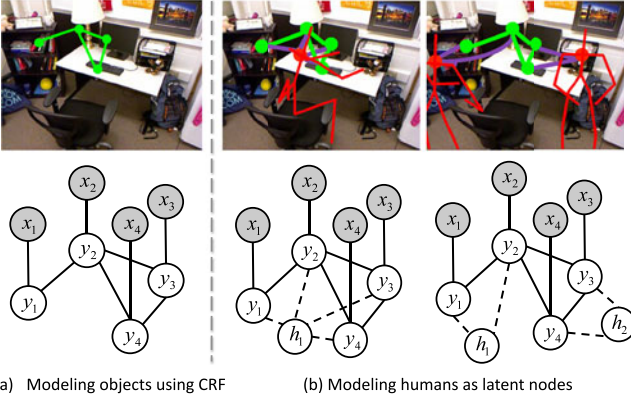 x₂
x₃
x₁
x₄
y₂
y₃
y₁
y₄
x₂
x₃
x₁
x₄
y₂
y₃
y₁
h₁
y₄
x₂
x₃
x₁
x₄
y₂
y₃
y₁
h₂
y₄
h₁
a) Modeling objects using CRF
(b) Modeling humans as latent nodes